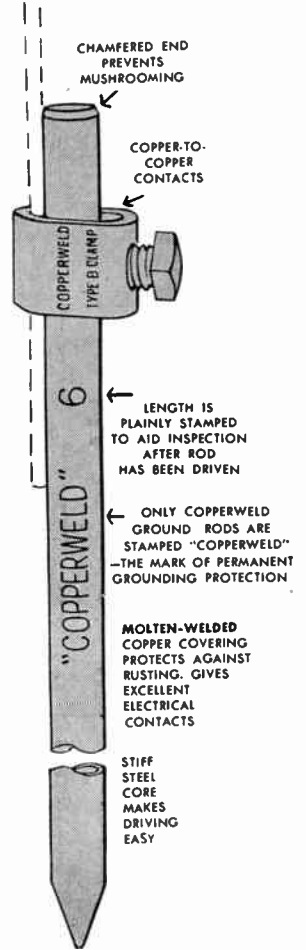 CHAMFERED END
PREVENTS
MUSHROOMING
COPPER-TO-
COPPER
CONTACTS
COPPERWELD
TYPE B CLAMP
6
LENGTH IS
PLAINLY STAMPED
TO AID INSPECTION
AFTER ROD
HAS BEEN DRIVEN
"COPPERWELD"
ONLY COPPERWELD
GROUND RODS ARE
STAMPED "COPPERWELD"
—THE MARK OF PERMANENT
GROUNDING PROTECTION
MOLTEN-WELDED
COPPER COVERING
PROTECTS AGAINST
RUSTING. GIVES
EXCELLENT
ELECTRICAL
CONTACTS
STIFF
STEEL
CORE
MAKES
DRIVING
EASY